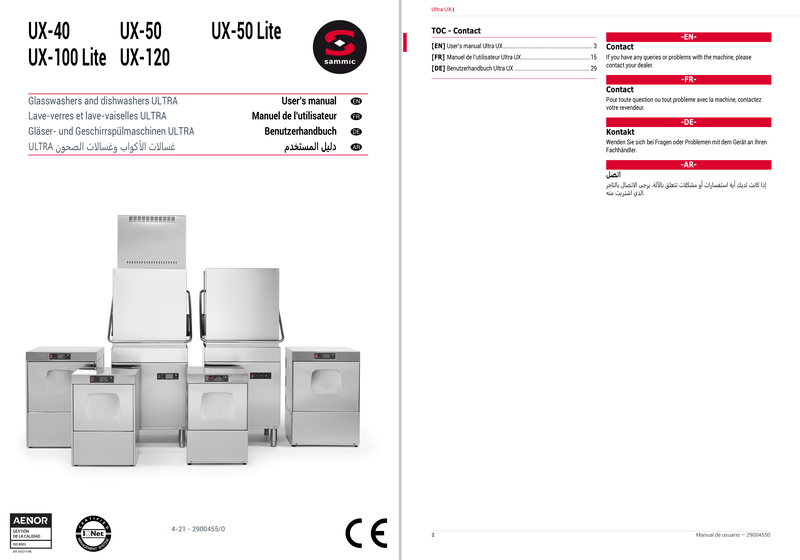 UX-40 UX-50 UX-50 Lite
UX-100 Lite UX-120
sammic
Glasswashers and dishwashers ULTRA User's manual EN
Lave-verres et lave-vaiselles ULTRA Manuel de l'utilisateur FR
Gläser- und Geschirrspülmaschinen ULTRA Benutzerhandbuch DE
غسالات الأكواب وغسالات الصحون ULTRA دليل المستخدم AR
AENOR
GESTIÓN
DE LA CALIDAD
ISO 9001
CERTIFIED
IQNet
MANAGEMENT SYSTEM
4-21 - 2900455/0
CE
Ultra UX |
TOC - Contact
[EN] User's manual Ultra UX 3
[FR] Manuel de l'utilisateur Ultra UX 15
[DE] Benutzerhandbuch Ultra UX 29
-EN-
Contact
If you have any queries or problems with the machine, please
contact your dealer.
-FR-
Contact
Pour toute question ou tout problème avec la machine, contactez
votre revendeur.
-DE-
Kontakt
Wenden Sie sich bei Fragen oder Problemen mit dem Gerät an Ihren
Fachhändler.
-AR-
اتصل
إذا كانت لديك أية استفسارات أو مشكلات تتعلق بالآلة، يرجى الاتصال بالتاجر
الذي اشتريت منه.
2 Manual de usuario — 29004550